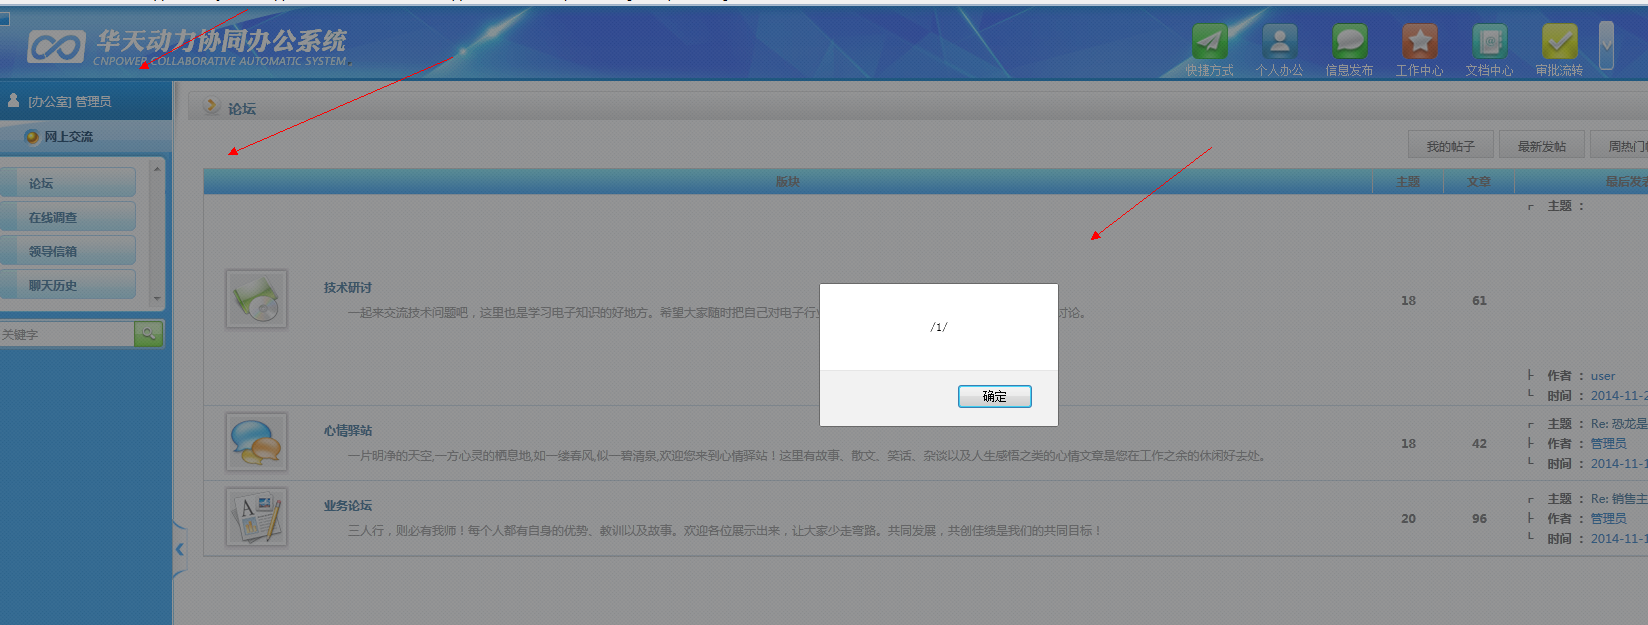 华天动力协同办公系统
CNPOWER COLLABORATIVE AUTOMATIC SYSTEM
快捷方式 个人办公 信息发布 工作中心 文档中心 审批流转
[办公室] 管理员
论坛
网上交流
我的帖子 最新发帖 周热门
论坛
版块 主题 文章 最后发表
在线调查
主题 ：
领导信箱
聊天历史
技术研讨
一起来交流技术问题吧，这里也是学习电子知识的好地方。希望大家随时把自己对电子行 讨论。
18 61
/1/
关键字
作者 ： user
时间 ： 2014-11-2
确定
心情驿站
一片明净的天空,一方心灵的栖息地,如一缕春风,似一碧清泉,欢迎您来到心情驿站！这里有故事、散文、笑话、杂谈以及人生感悟之类的心情文章是您在工作之余的休闲好去处。
18 42
主题 ： Re: 恐龙是
作者 ： 管理员
时间 ： 2014-11-1
业务论坛
三人行，则必有我师！每个人都有自身的优势、教训以及故事。欢迎各位展示出来，让大家少走弯路。共同发展，共创佳绩是我们的共同目标！
20 96
主题 ： Re: 销售主
作者 ： 管理员
时间 ： 2014-11-1